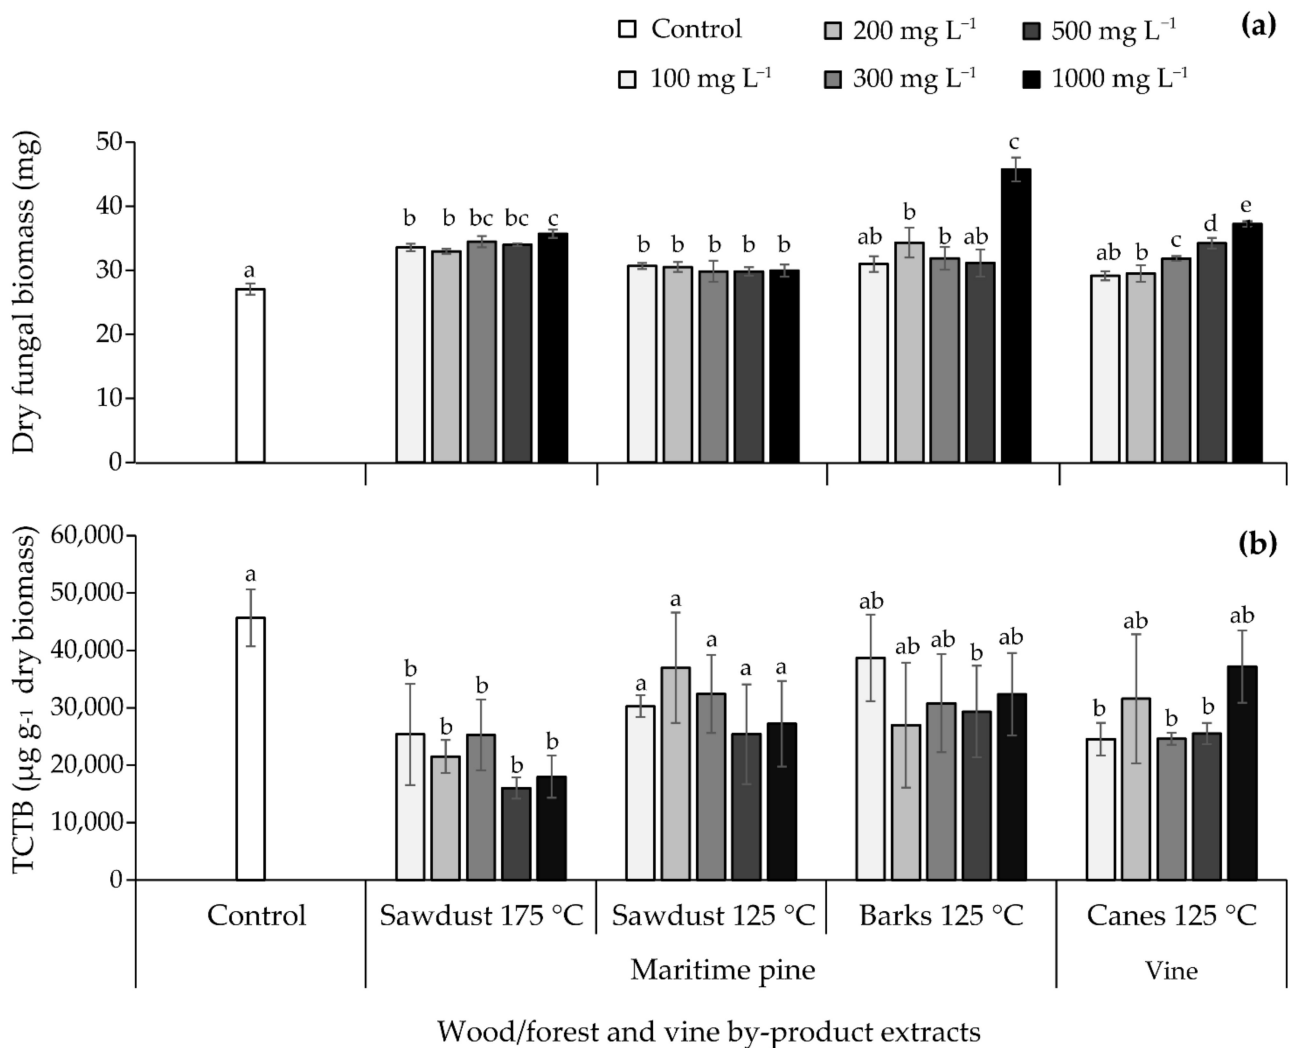 Control 200 mg L⁻¹ 500 mg L⁻¹ (a)
100 mg L⁻¹ 300 mg L⁻¹ 1000 mg L⁻¹
Dry fungal biomass (mg)
50
40
30
20
10
0
a
b b bc bc c
b b b b b
ab b b ab c
ab b c d e
(b)
TCTB (µg g-1 dry biomass)
60,000
50,000
40,000
30,000
20,000
10,000
0
a
b b b b b
a a a a a
ab ab ab b ab
b ab b b ab
Control Sawdust 175 °C Sawdust 125 °C Barks 125 °C Canes 125 °C
Maritime pine Vine
Wood/forest and vine by-product extracts